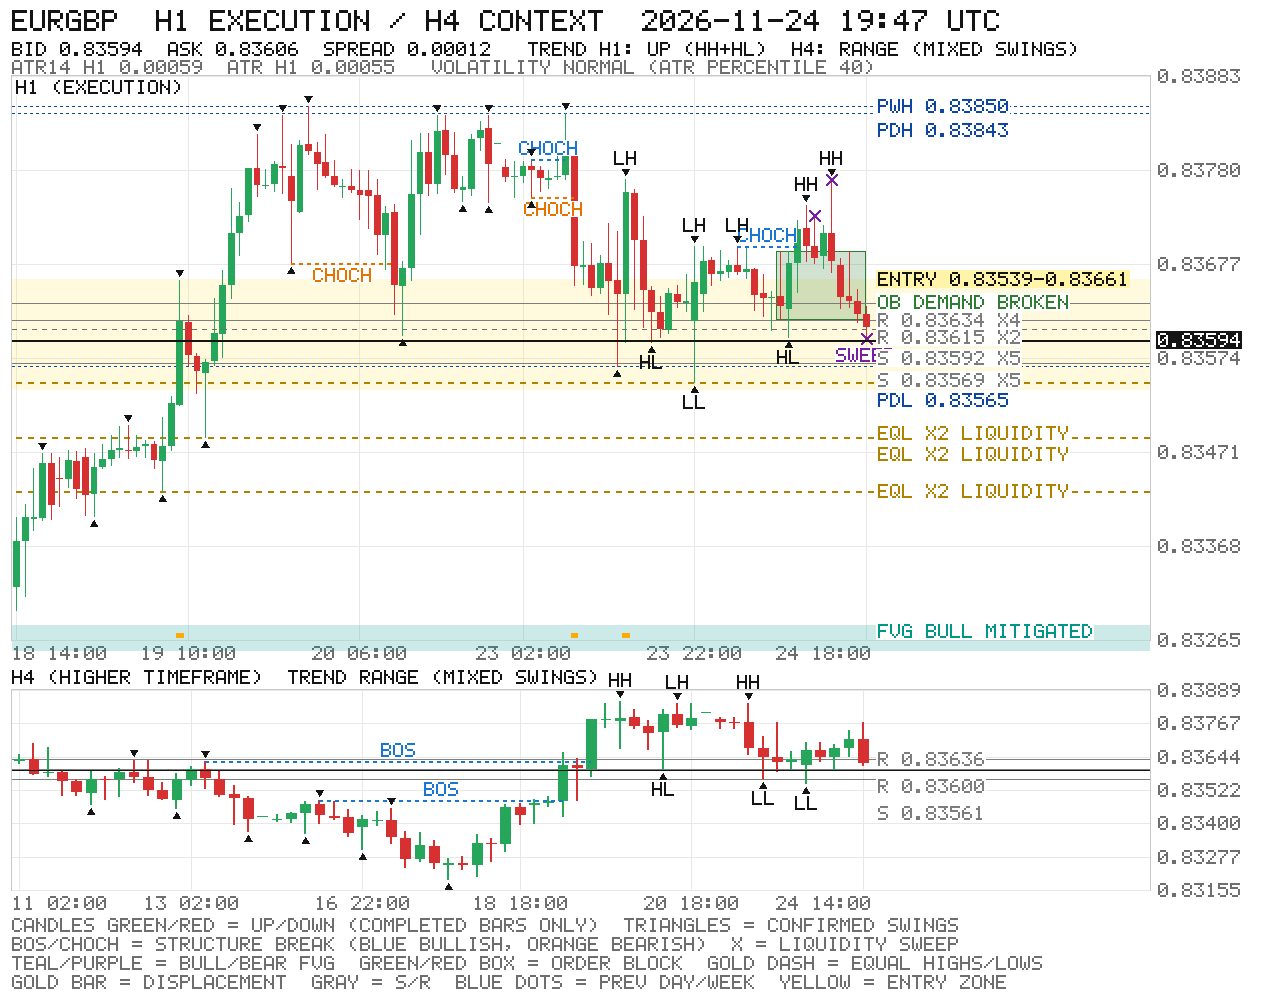 EURGBP  H1 EXECUTION / H4 CONTEXT  2026-11-24 19:47 UTC
BID 0.83594  ASK 0.83606  SPREAD 0.00012   TREND H1: UP (HH+HL)  H4: RANGE (MIXED SWINGS)
ATR14 H1 0.00059  ATR H1 0.00055   VOLATILITY NORMAL (ATR PERCENTILE 40)
H1 (EXECUTION)
0.83883
PWH 0.83850
PDH 0.83843
CHOCH
LH
HH
0.83780
HH
CHOCH
LH
LH
CHOCH
0.83677
CHOCH
ENTRY 0.83539-0.83661
OB DEMAND BROKEN
R 0.83634 X4
R 0.83615 X2
0.83594
HL
HL
S 0.83592 X5
0.83574
S 0.83569 X5
LL
PDL 0.83565
EQL X2 LIQUIDITY
EQL X2 LIQUIDITY
0.83471
EQL X2 LIQUIDITY
0.83368
FVG BULL MITIGATED
0.83265
18 14:00  19 10:00  20 06:00  23 02:00  23 22:00  24 18:00
H4 (HIGHER TIMEFRAME)  TREND RANGE (MIXED SWINGS)
HH
LH
HH
0.83889
0.83767
BOS
R 0.83636
0.83644
HL
LL
LL
R 0.83600
BOS
0.83522
S 0.83561
0.83400
0.83277
0.83155
11 02:00  13 02:00  16 22:00  18 18:00  20 18:00  24 14:00
CANDLES GREEN/RED = UP/DOWN (COMPLETED BARS ONLY)  TRIANGLES = CONFIRMED SWINGS
BOS/CHOCH = STRUCTURE BREAK (BLUE BULLISH, ORANGE BEARISH)  X = LIQUIDITY SWEEP
TEAL/PURPLE = BULL/BEAR FVG  GREEN/RED BOX = ORDER BLOCK  GOLD DASH = EQUAL HIGHS/LOWS
GOLD BAR = DISPLACEMENT  GRAY = S/R  BLUE DOTS = PREV DAY/WEEK  YELLOW = ENTRY ZONE